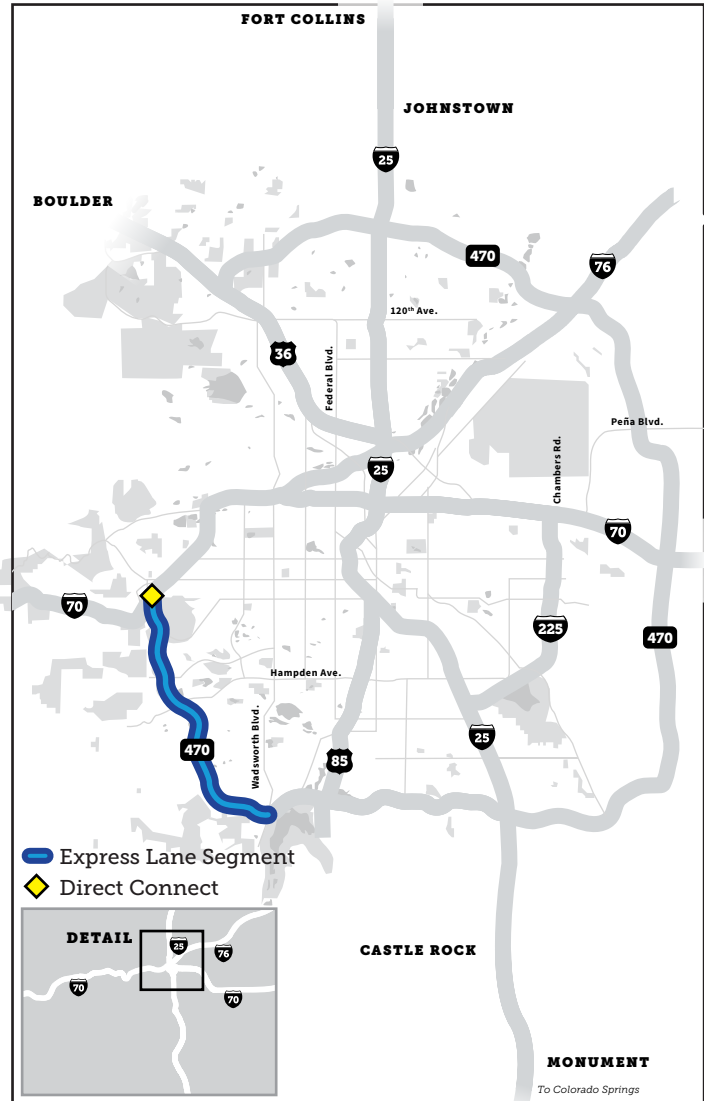 FORT COLLINS
JOHNSTOWN
25
BOULDER
470
76
120th Ave.
36
Federal Blvd.
Peña Blvd.
25
Chambers Rd.
70
70
225
470
Hampden Ave.
Wadsworth Blvd.
25
470
85
Express Lane Segment
Direct Connect
DETAIL
25
76
70
70
CASTLE ROCK
MONUMENT
To Colorado Springs